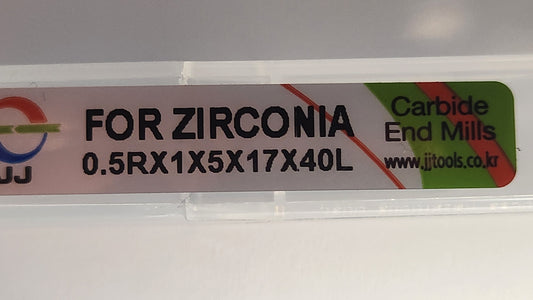 FOR ZIRCONIA
0.5RX1X5X17X40L
JJ
Carbide
End Mills
www.jjtools.co.kr